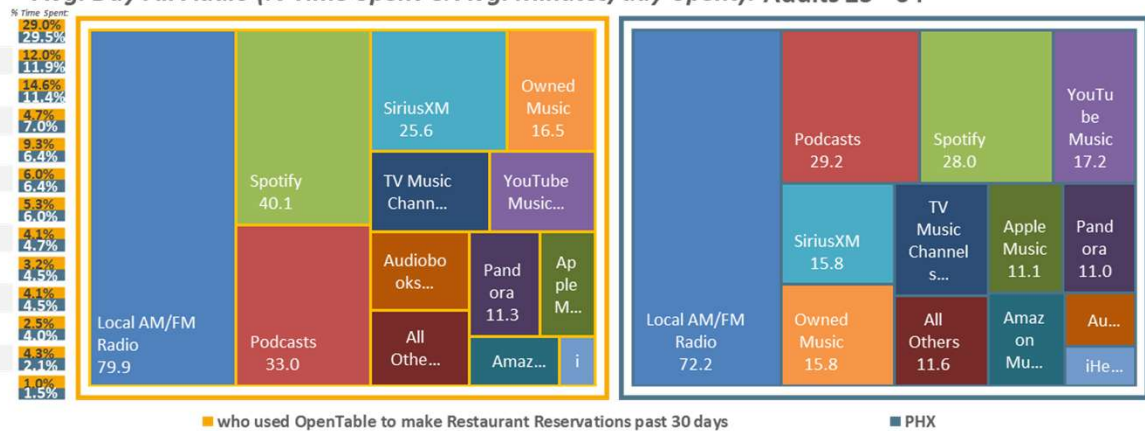 Adults
% Time Spent:
29.0%
29.5%
12.0%
11.9%
14.6%
11.4%
4.7%
7.0%
9.3%
6.4%
6.0%
6.4%
5.3%
6.0%
4.1%
4.7%
3.2%
4.5%
4.1%
4.5%
2.5%
4.0%
4.3%
2.1%
1.0%
1.5%
Local AM/FM
Radio
79.9
Spotify
40.1
Podcasts
33.0
SiriusXM
25.6
Owned
Music
16.5
TV Music
Chann...
YouTube
Music...
Audiobo
oks...
Pand
ora
11.3
Ap
ple
M...
All
Othe...
Amaz...
i
Local AM/FM
Radio
72.2
Podcasts
29.2
Spotify
28.0
YouTu
be
Music
17.2
SiriusXM
15.8
Owned
Music
15.8
TV
Music
Channel
s...
Apple
Music
11.1
Pand
ora
11.0
All
Others
11.6
Amaz
on
Mu...
Au...
iHe...
who used OpenTable to make Restaurant Reservations past 30 days
PHX